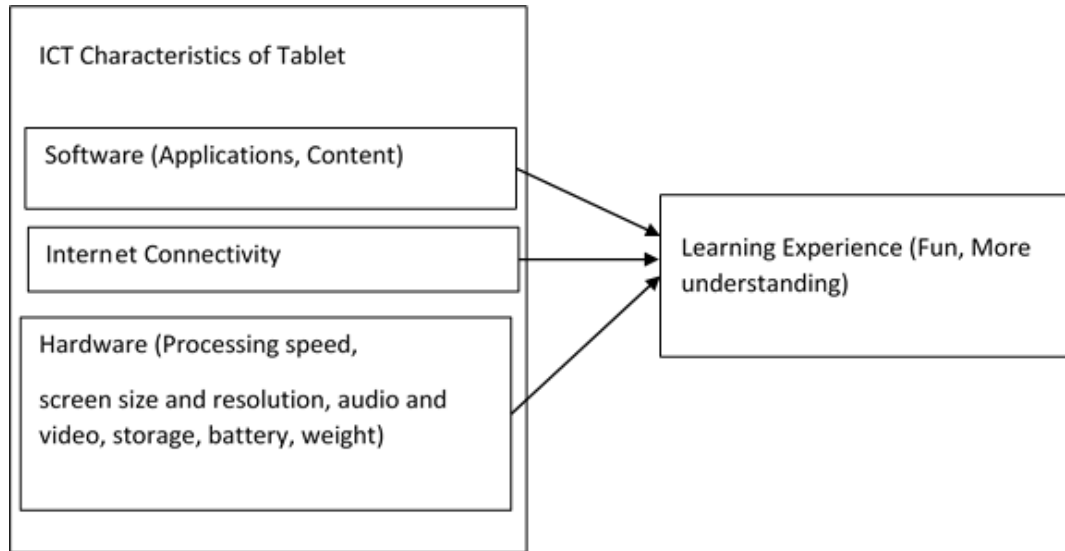 ICT Characteristics of Tablet
Software (Applications, Content)
Internet Connectivity
Hardware (Processing speed,
screen size and resolution, audio and
video, storage, battery, weight)
Learning Experience (Fun, More
understanding)